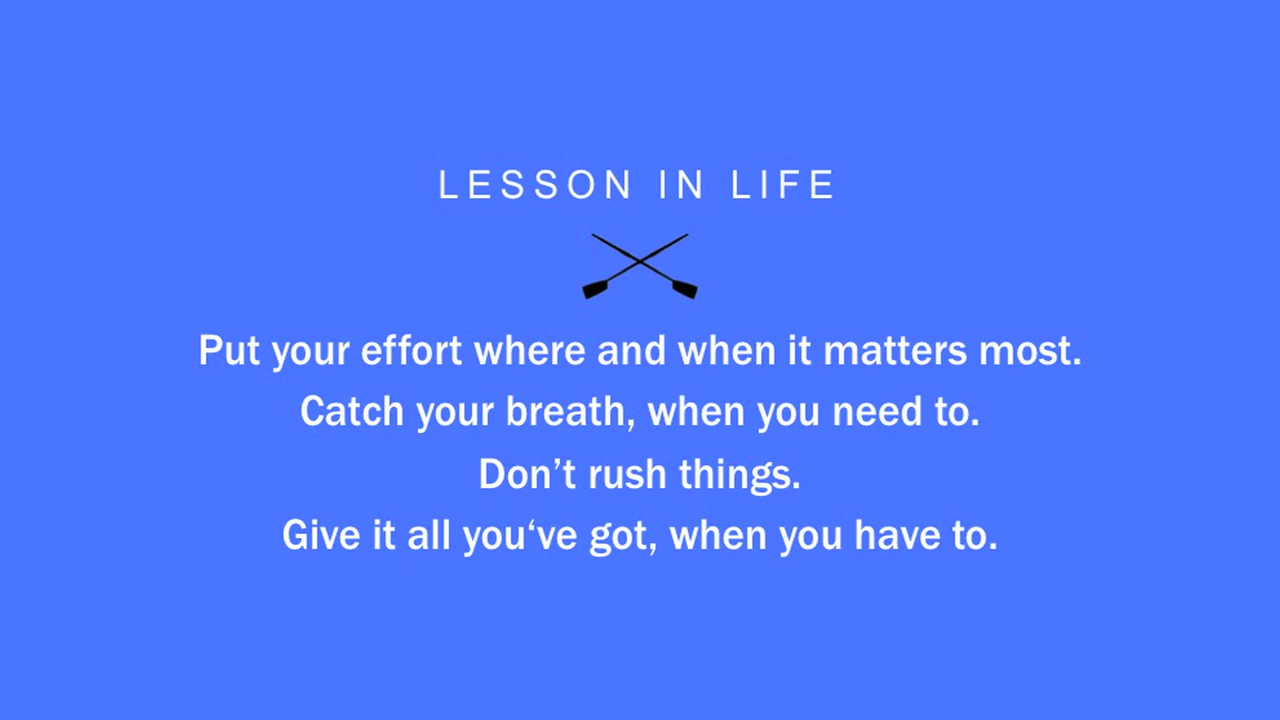 LESSON IN LIFE
Put your effort where and when it matters most.
Catch your breath, when you need to.
Don’t rush things.
Give it all you‘ve got, when you have to.